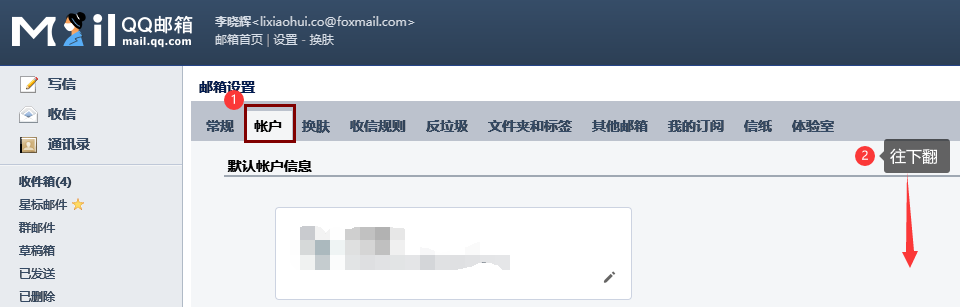 Mail QQ邮箱
mail.qq.com
李晓辉<lixiaohui.co@foxmail.com>
邮箱首页 | 设置 - 换肤
写信
收信
通讯录
收件箱(4)
星标邮件
群邮件
草稿箱
已发送
已删除
邮箱设置
1
常规 帐户 换肤 收信规则 反垃圾 文件夹和标签 其他邮箱 我的订阅 信纸 体验室
2 往下翻
默认帐户信息